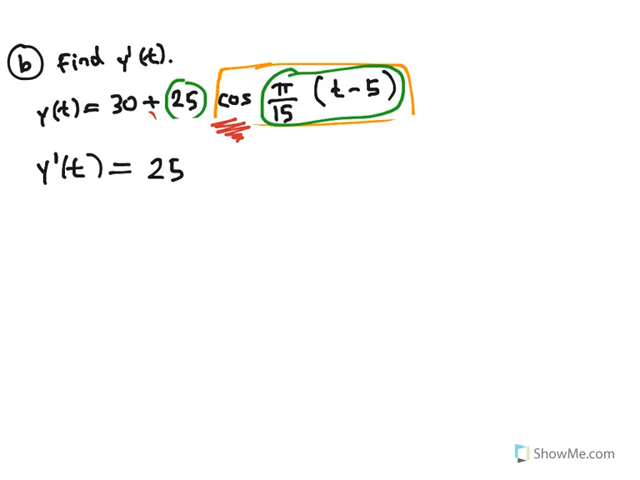 b Find y'(t).
y(t) = 30 + 25 cos π/15 (t - 5)
y'(t) = 25
ShowMe.com